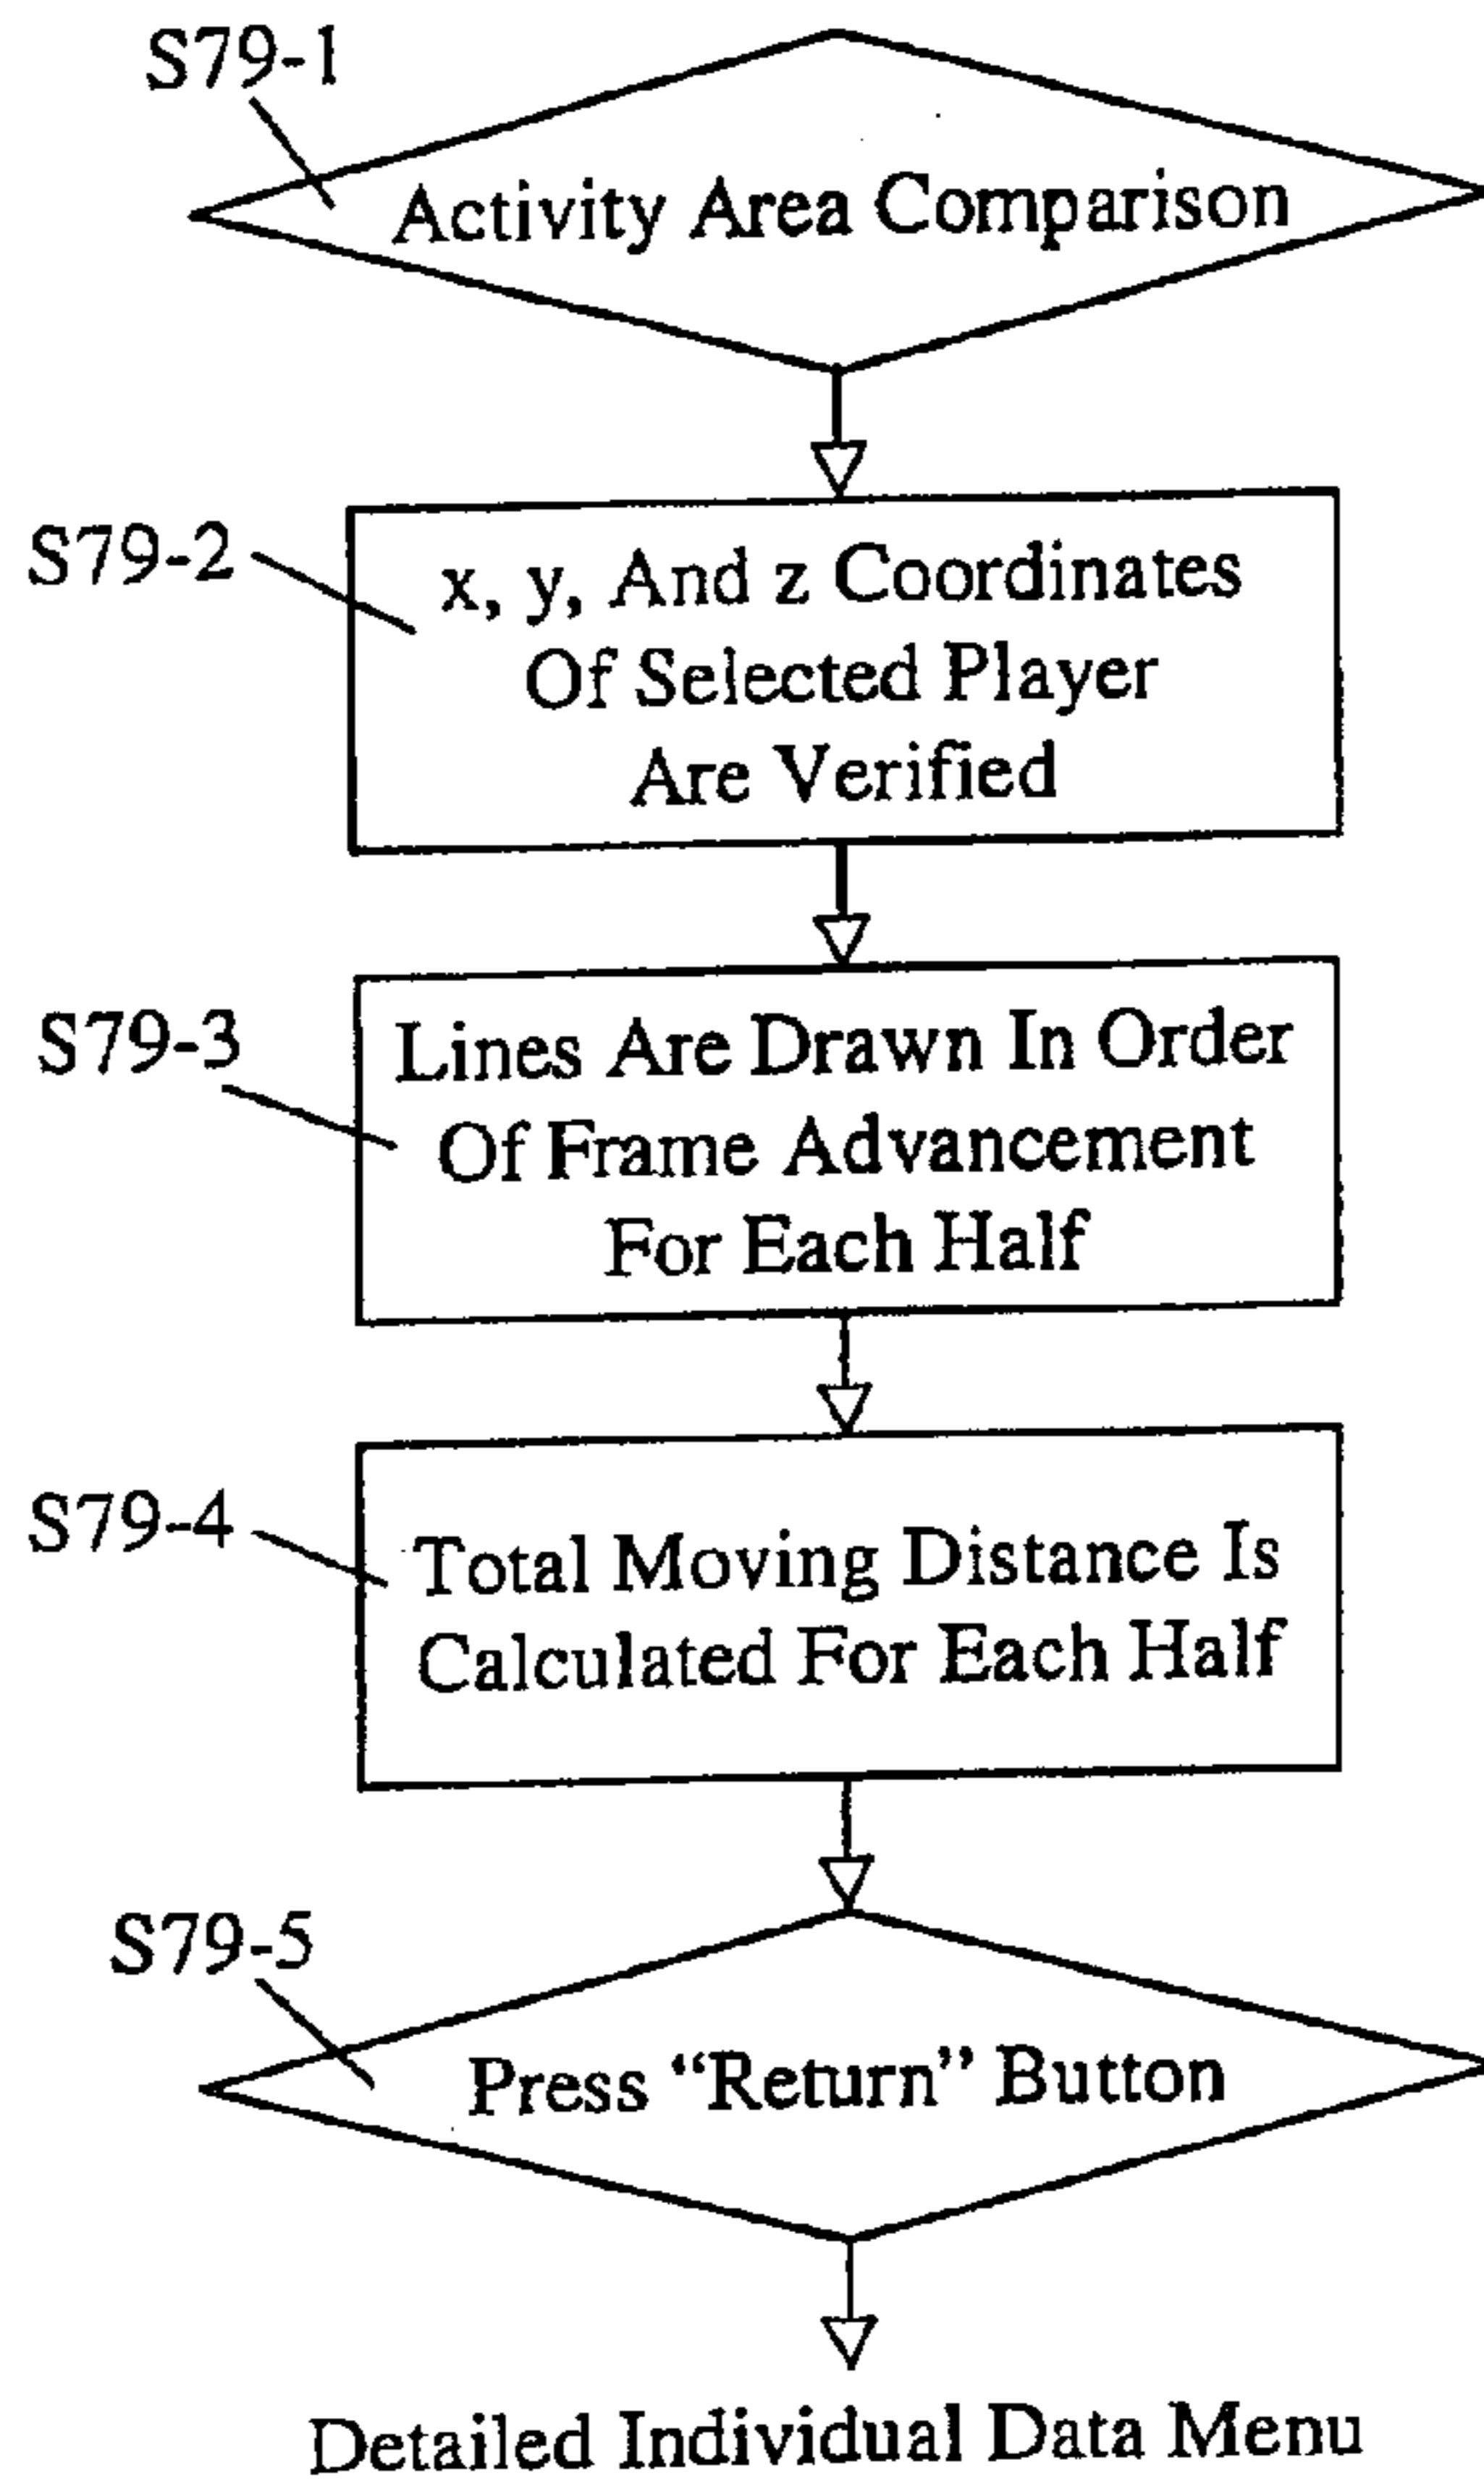 S79-1
Activity Area Comparison
S79-2
x, y, And z Coordinates
Of Selected Player
Are Verified
S79-3
Lines Are Drawn In Order
Of Frame Advancement
For Each Half
S79-4
Total Moving Distance Is
Calculated For Each Half
S79-5
Press “Return” Button
Detailed Individual Data Menu